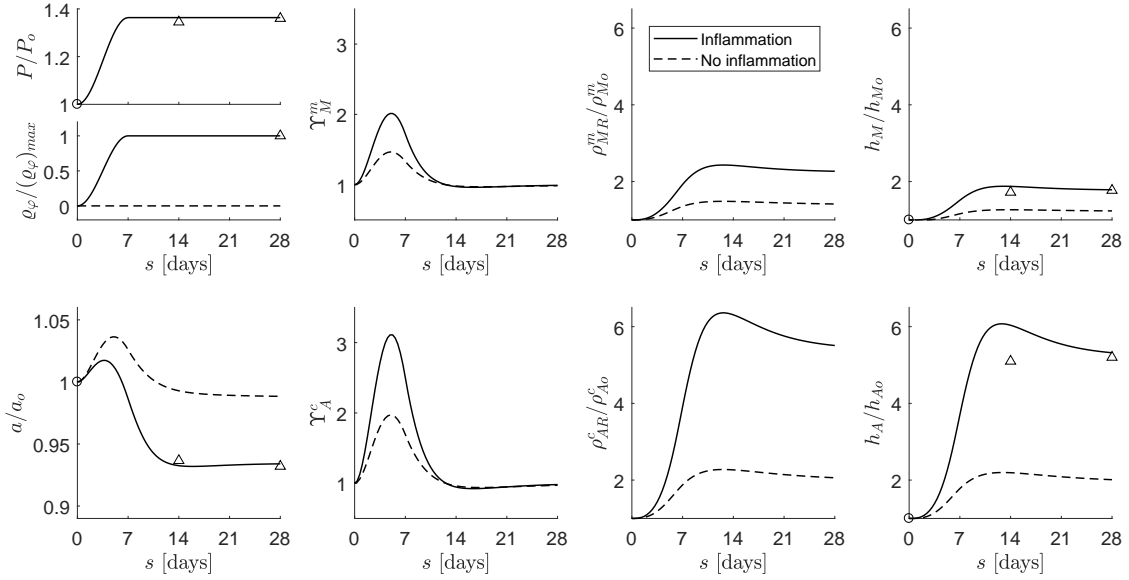 P/P_o
1.4
1.2
1
ϱ_φ/(ϱ_φ)_max
1
0.5
0
0 7 14 21 28
s [days]
Υ^m_M
3
2
1
0 7 14 21 28
s [days]
ρ^m_MR/ρ^m_Mo
6
4
2
Inflammation
No inflammation
0 7 14 21 28
s [days]
h_M/h_Mo
6
4
2
0 7 14 21 28
s [days]
a/a_o
1.05
1
0.95
0.9
0 7 14 21 28
s [days]
Υ^c_A
3
2
1
0 7 14 21 28
s [days]
ρ^c_AR/ρ^c_Ao
6
4
2
0 7 14 21 28
s [days]
h_A/h_Ao
6
4
2
0 7 14 21 28
s [days]